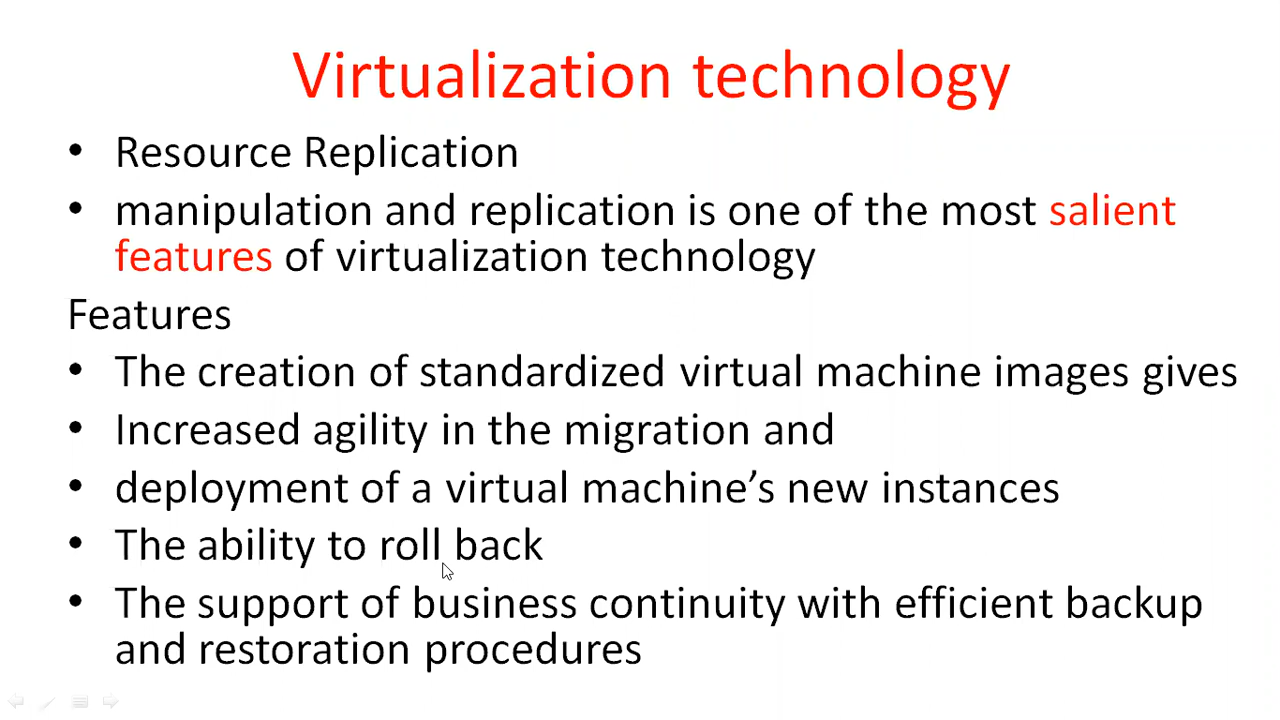 Virtualization technology
• Resource Replication
• manipulation and replication is one of the most salient
features of virtualization technology
Features
• The creation of standardized virtual machine images gives
• Increased agility in the migration and
• deployment of a virtual machine’s new instances
• The ability to roll back
• The support of business continuity with efficient backup
and restoration procedures